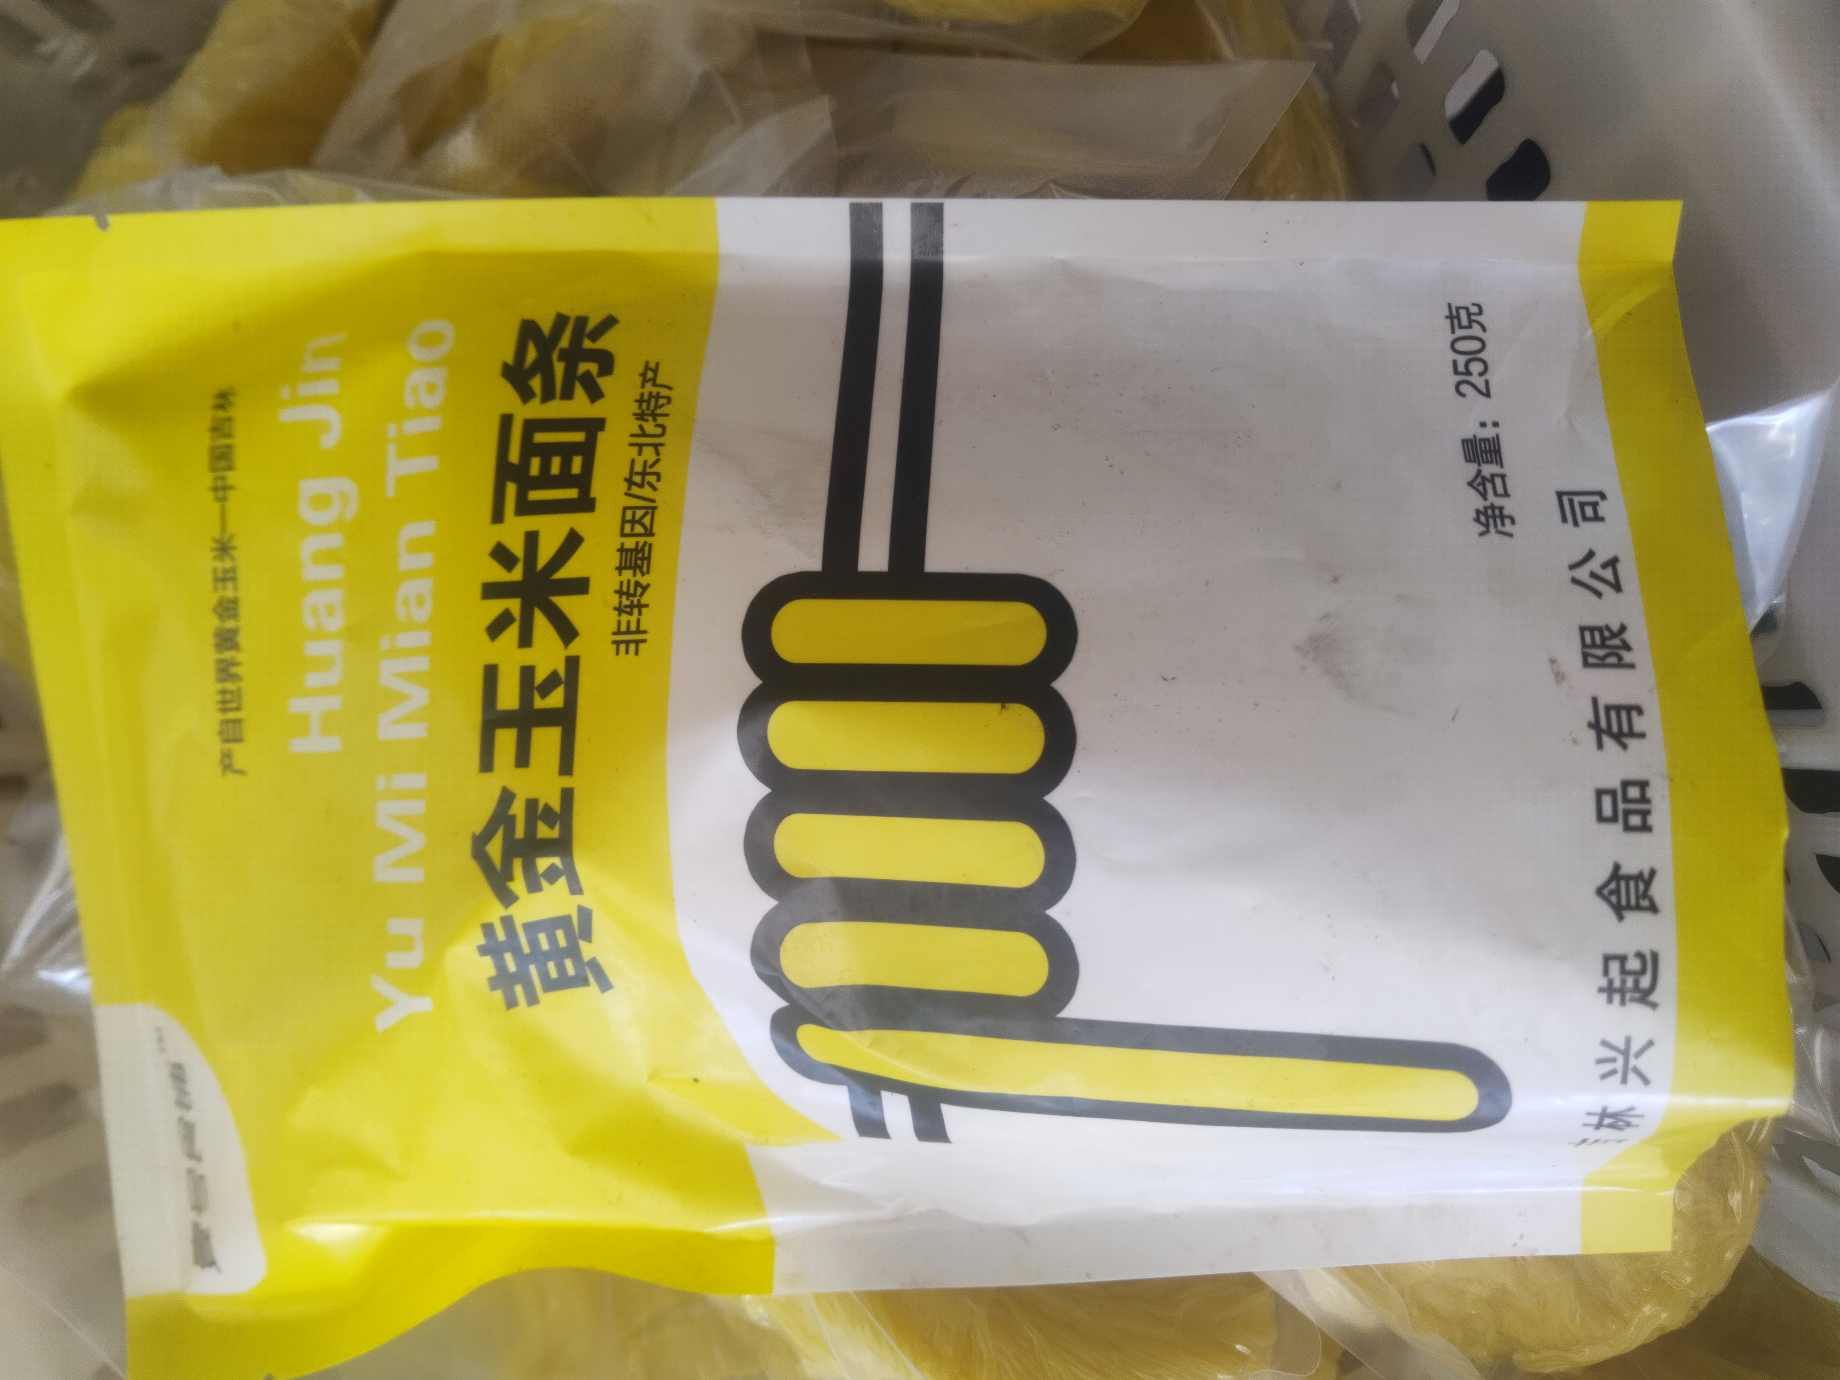 产自世界黄金玉米—中国吉林
Huang Jin
Yu Mi Mian Tiao
黄金玉米面条
非转基因/东北特产
净含量：250克
吉林兴起食品有限公司